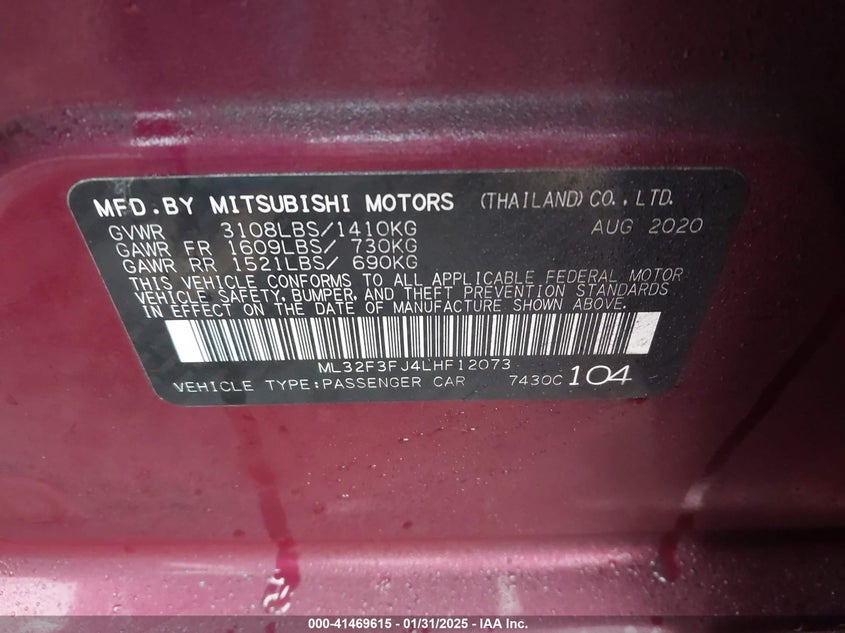 MFD.BY MITSUBISHI MOTORS (THAILAND)CO.,LTD.
GVWR 3108LBS/1410KG AUG 2020
GAWR FR 1609LBS/ 730KG
GAWR RR 1521LBS/ 690KG
THIS VEHICLE CONFORMS TO ALL APPLICABLE FEDERAL MOTOR
VEHICLE SAFETY, BUMPER, AND THEFT PREVENTION STANDARDS
IN EFFECT ON THE DATE OF MANUFACTURE SHOWN ABOVE.
ML32F3FJ4LHF12073
VEHICLE TYPE:PASSENGER CAR 7430C 104
000-41469615 - 01/31/2025 - IAA Inc.